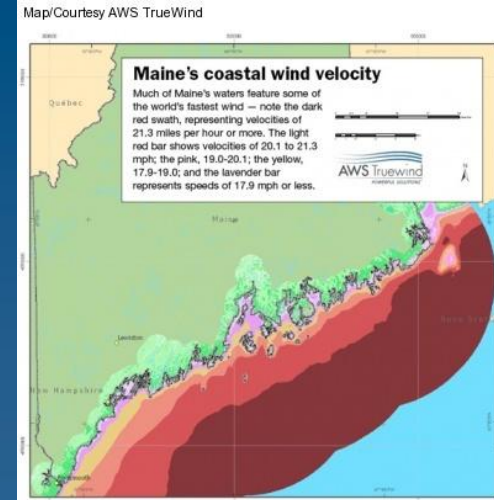 Map/Courtesy AWS TrueWind
Maine's coastal wind velocity
Much of Maine's waters feature some of
the world's fastest wind — note the dark
red swath, representing velocities of
21.3 miles per hour or more. The light
red bar shows velocities of 20.1 to 21.3
mph; the pink, 19.0-20.1; the yellow,
17.9-19.0; and the lavender bar
represents speeds of 17.9 mph or less.
AWS Truewind
Québec
Maine
Lewiston
New Hampshire